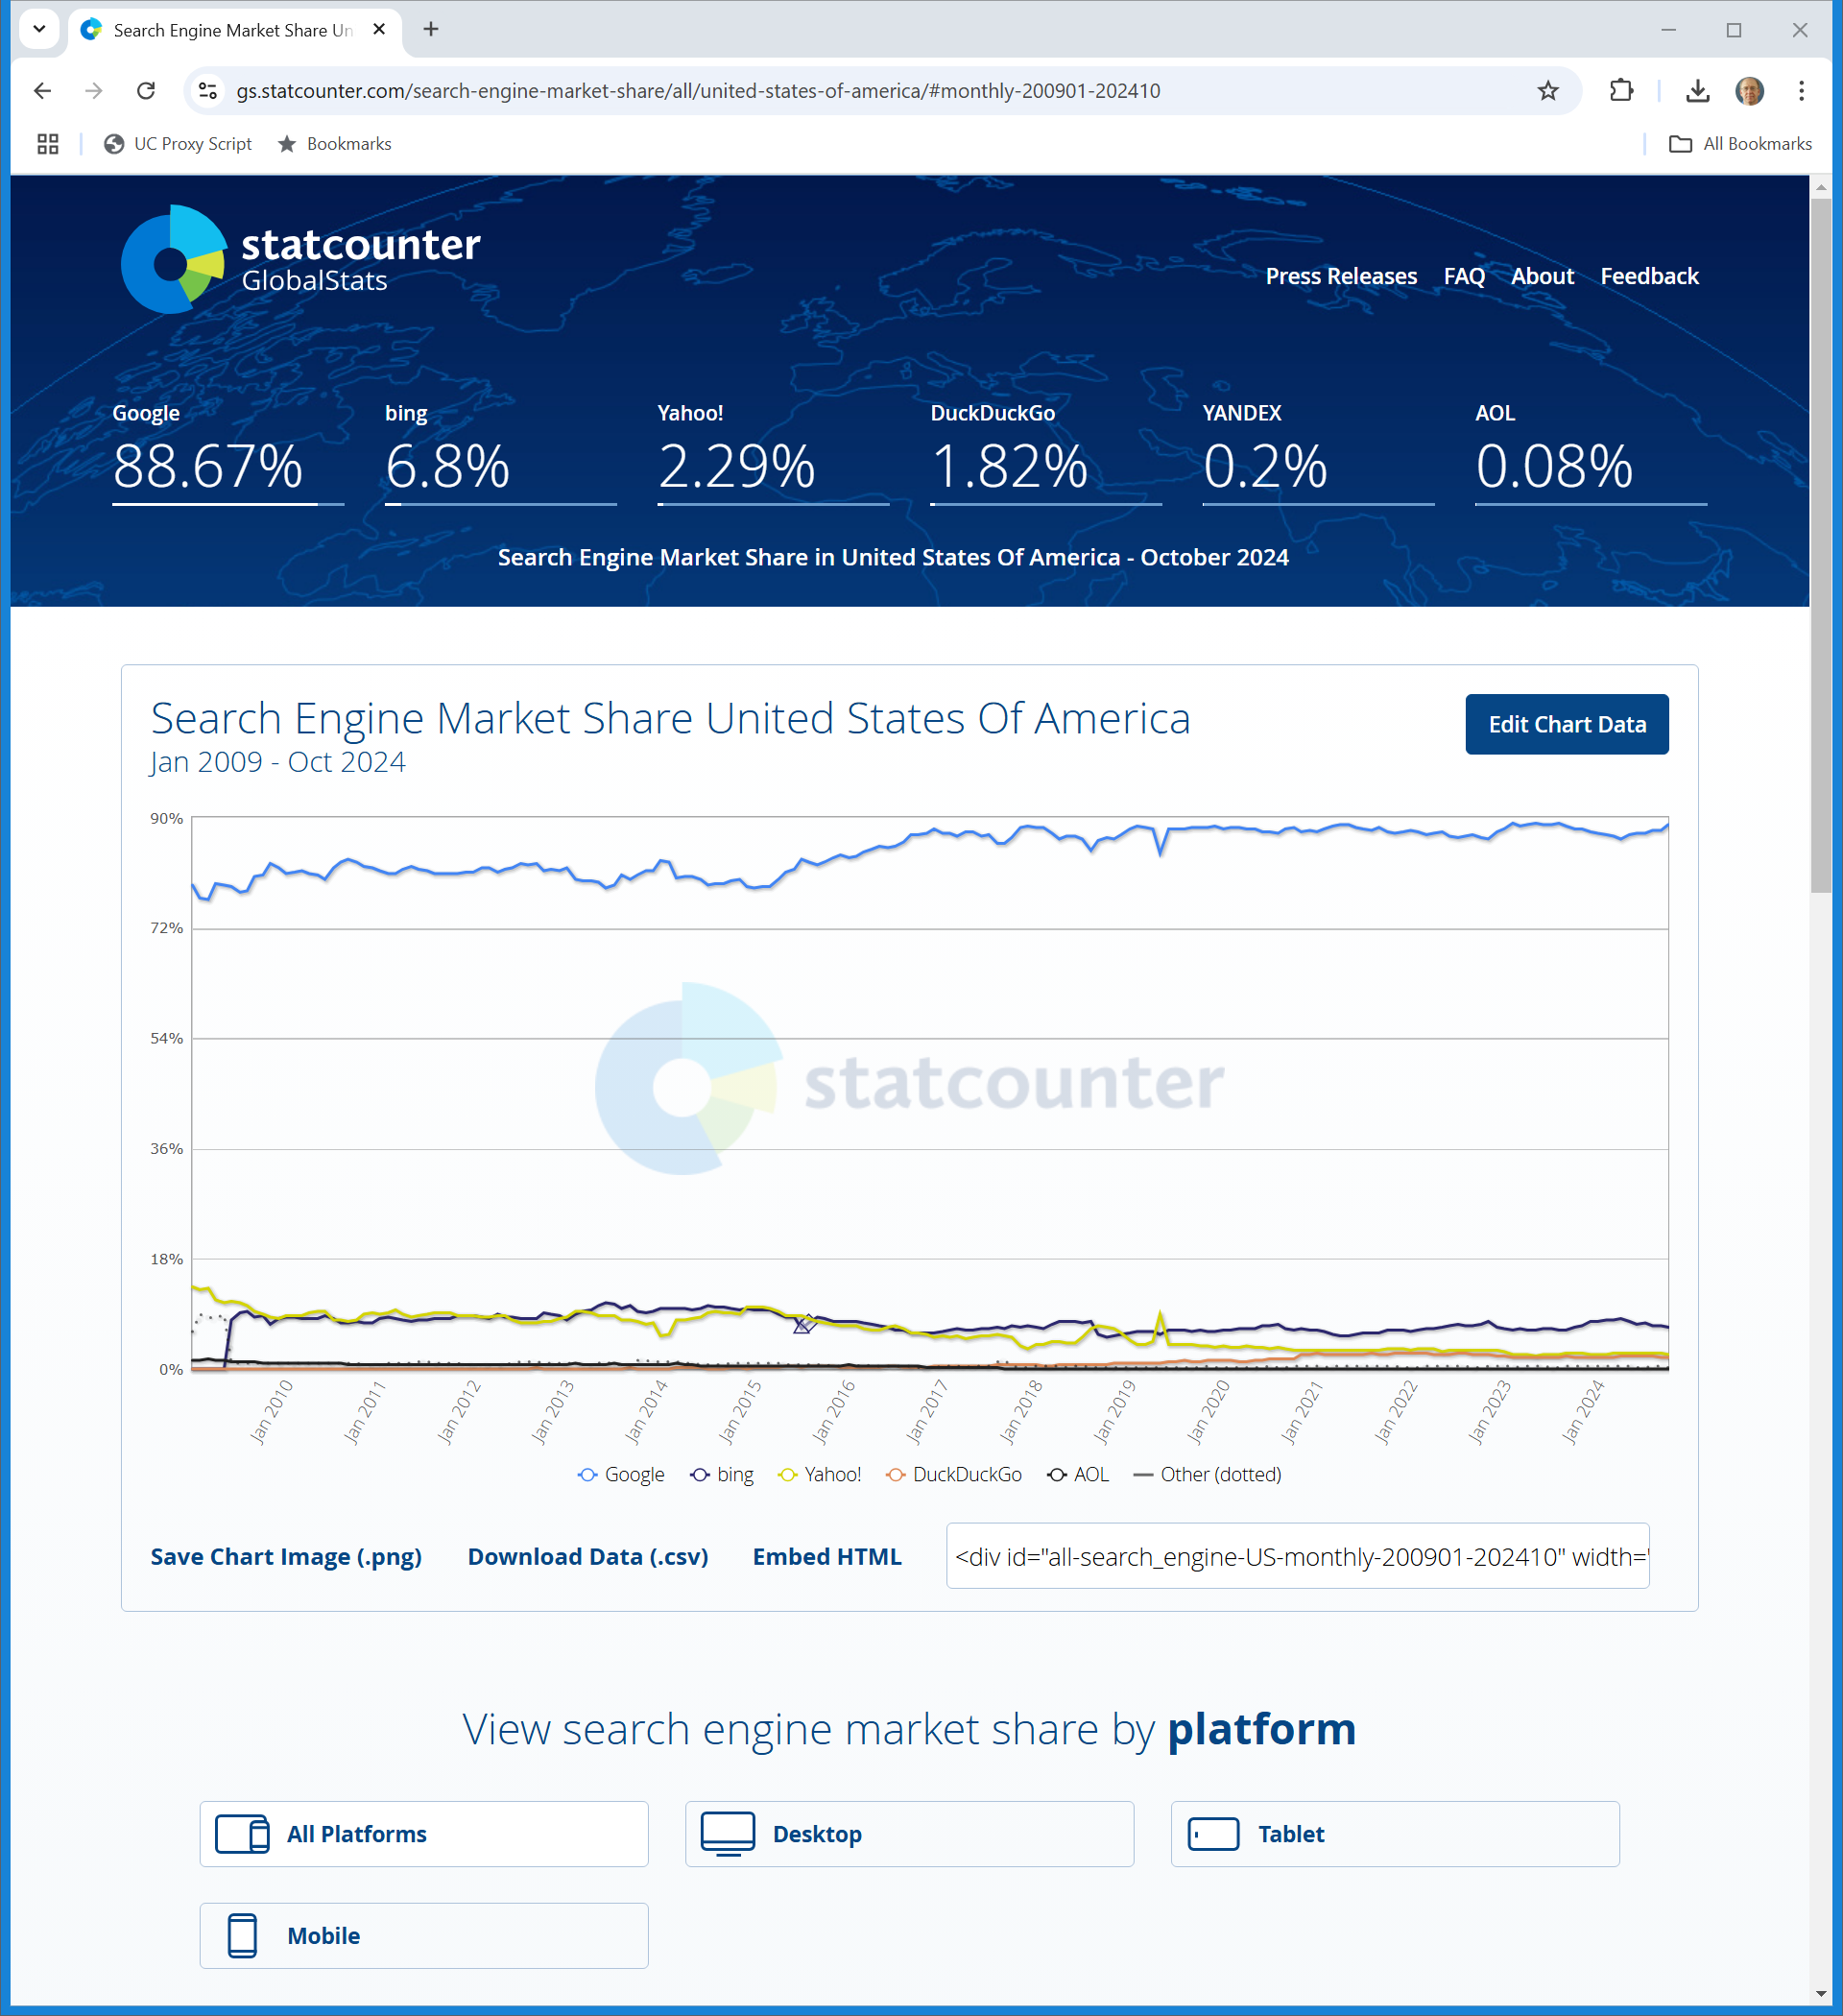 Search Engine Market Share Un
gs.statcounter.com/search-engine-market-share/all/united-states-of-america/#monthly-200901-202410
UC Proxy Script Bookmarks All Bookmarks
statcounter
GlobalStats
Press Releases FAQ About Feedback
Google bing Yahoo! DuckDuckGo YANDEX AOL
88.67% 6.8% 2.29% 1.82% 0.2% 0.08%
Search Engine Market Share in United States Of America - October 2024
Search Engine Market Share United States Of America
Edit Chart Data
Jan 2009 - Oct 2024
90%
72%
54%
statcounter
36%
18%
0%
Jan 2010 Jan 2011 Jan 2012 Jan 2013 Jan 2014 Jan 2015 Jan 2016 Jan 2017 Jan 2018 Jan 2019 Jan 2020 Jan 2021 Jan 2022 Jan 2023 Jan 2024
Google bing Yahoo! DuckDuckGo AOL Other (dotted)
Save Chart Image (.png) Download Data (.csv) Embed HTML <div id="all-search_engine-US-monthly-200901-202410" width="
View search engine market share by platform
All Platforms Desktop Tablet
Mobile